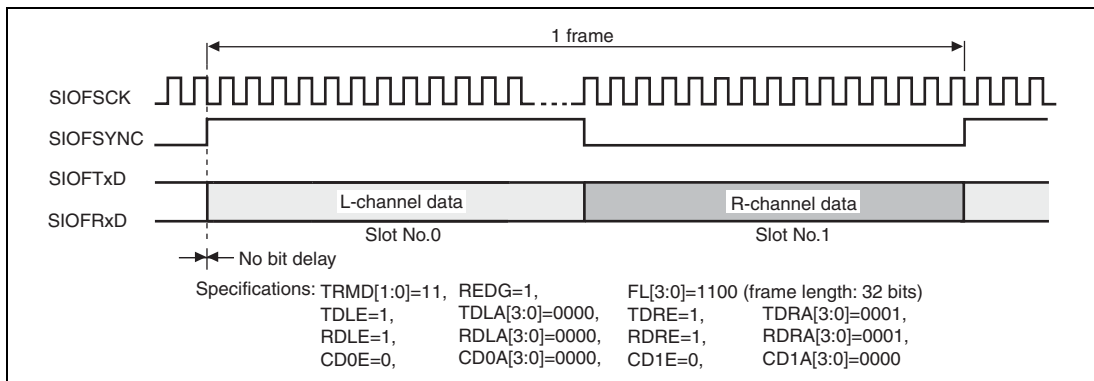 1 frame
SIOFSCK
SIOFSYNC
SIOFTxD
L-channel data R-channel data
SIOFRxD
Slot No.0 Slot No.1
No bit delay
Specifications: TRMD[1:0]=11, REDG=1, FL[3:0]=1100 (frame length: 32 bits)
TDLE=1, TDLA[3:0]=0000, TDRE=1, TDRA[3:0]=0001,
RDLE=1, RDLA[3:0]=0000, RDRE=1, RDRA[3:0]=0001,
CD0E=0, CD0A[3:0]=0000, CD1E=0, CD1A[3:0]=0000